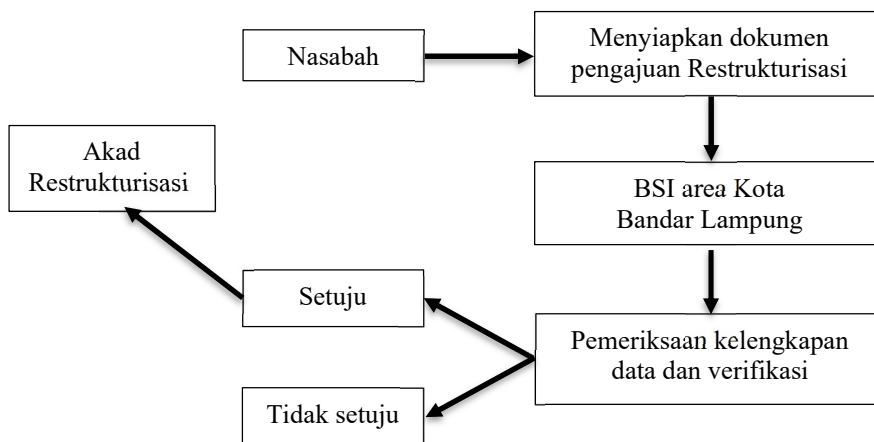 Nasabah
Menyiapkan dokumen
pengajuan Restrukturisasi
BSI area Kota
Bandar Lampung
Pemeriksaan kelengkapan
data dan verifikasi
Setuju
Tidak setuju
Akad
Restrukturisasi